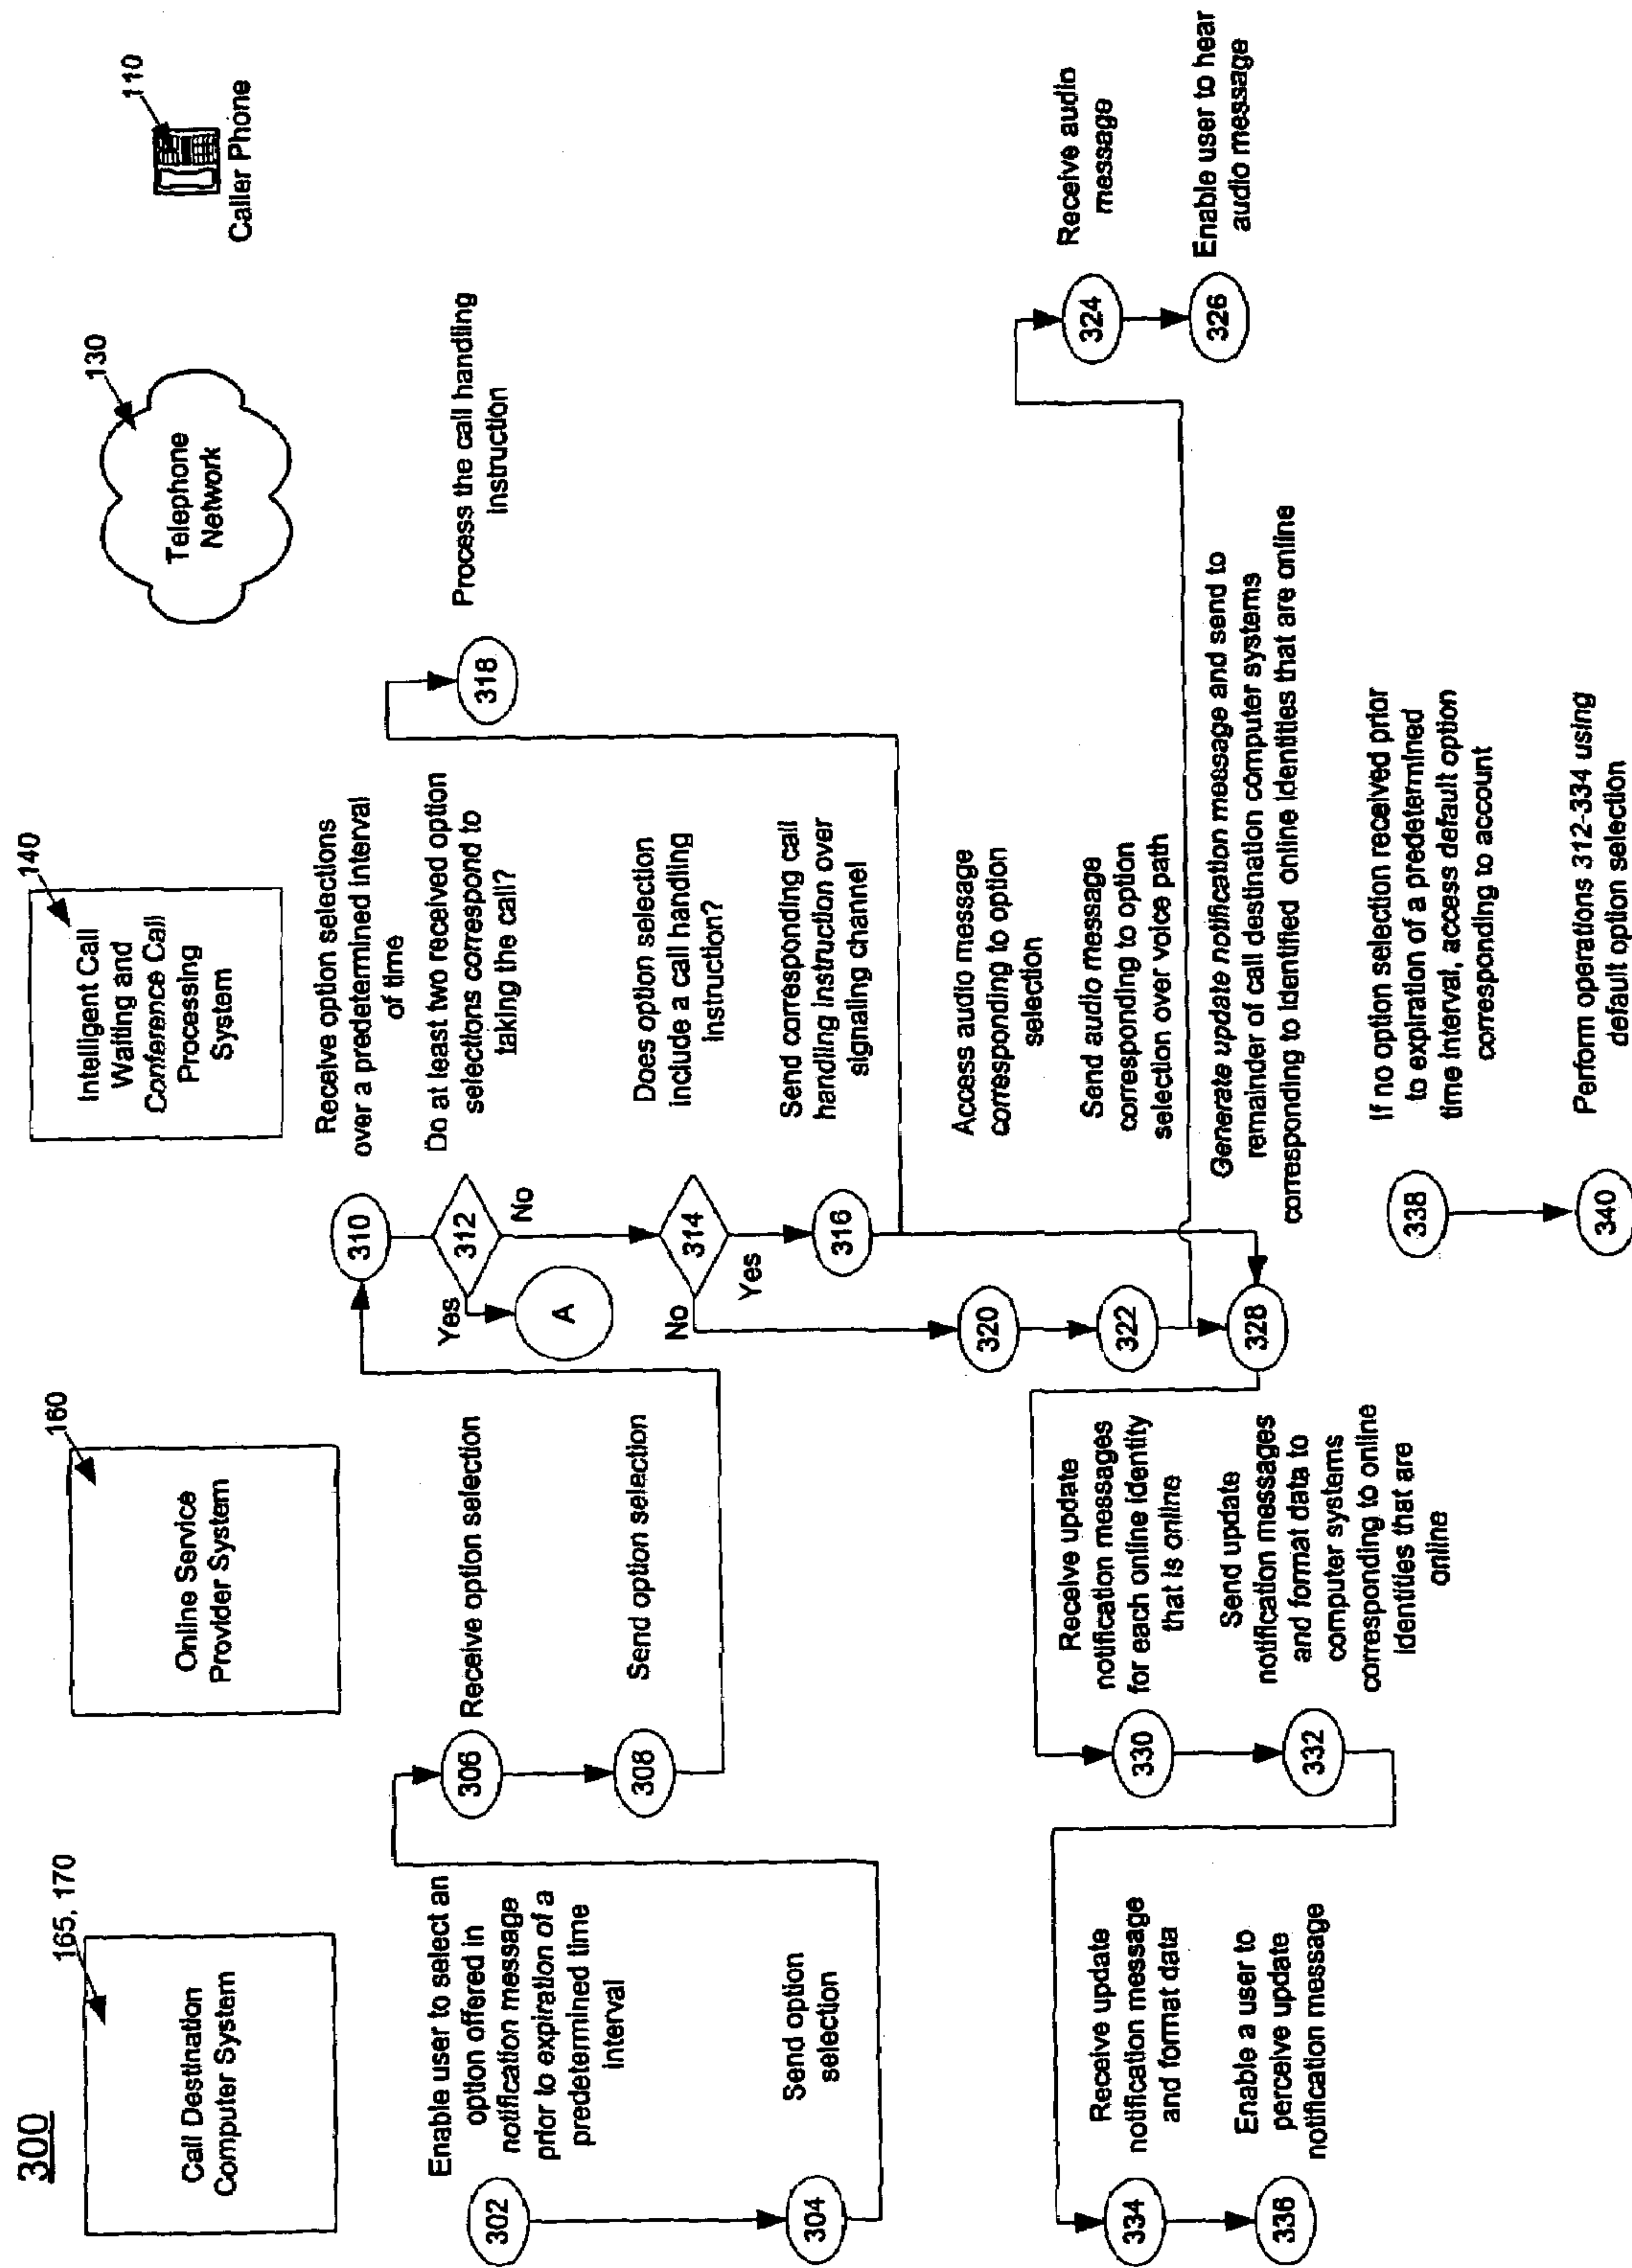 300
165, 170
Call Destination
Computer System
160
Online Service
Provider System
140
Intelligent Call
Waiting and
Conference Call
Processing
System
130
Telephone
Network
110
Caller Phone
302
Enable user to select an
option offered in
notification message
prior to expiration of a
predetermined time
interval
304
Send option
selection
306
Receive option selection
308
Send option selection
310
Receive option selections
over a predetermined interval
of time
312
Do at least two received option
selections correspond to
taking the call?
Yes
No
A
314
Does option selection
include a call handling
instruction?
No
Yes
316
Send corresponding call
handling instruction over
signaling channel
318
Process the call handling
instruction
320
Access audio message
corresponding to option
selection
322
Send audio message
corresponding to option
selection over voice path
324
Receive audio
message
326
Enable user to hear
audio message
328
Generate update notification message and send to
remainder of call destination computer systems
corresponding to identified online identities that are online
330
Receive update
notification messages
for each online identity
that is online
332
Send update
notification messages
and format data to
computer systems
corresponding to online
identities that are
online
334
Receive update
notification message
and format data
336
Enable a user to
perceive update
notification message
338
If no option selection received prior
to expiration of a predetermined
time interval, access default option
corresponding to account
340
Perform operations 312-334 using
default option selection